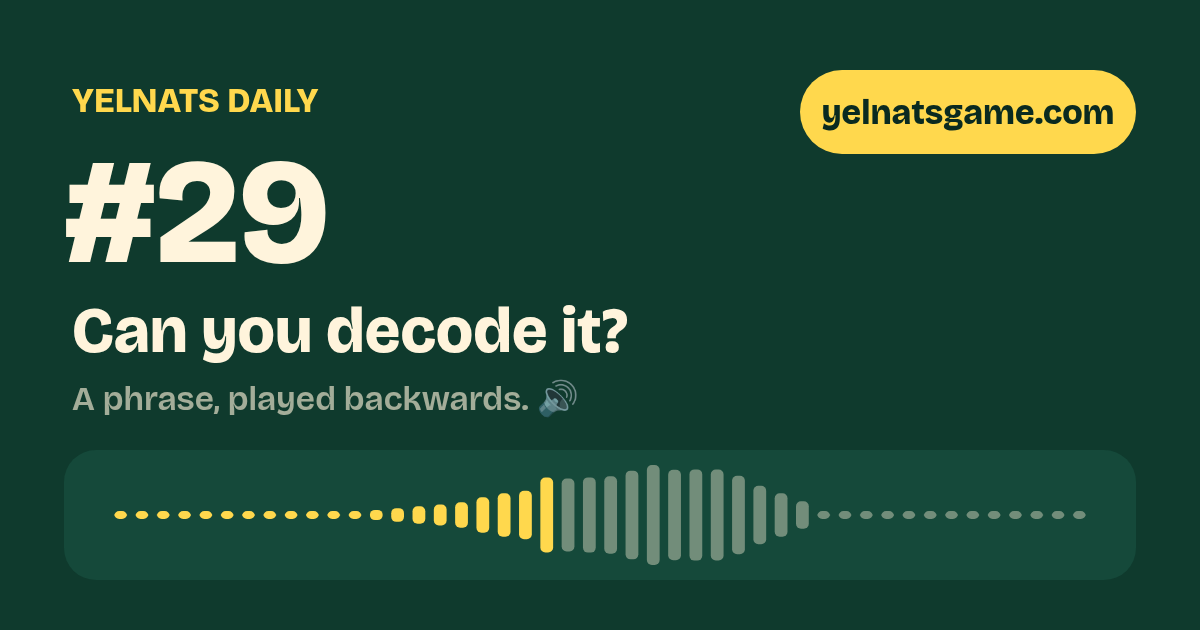 YELNATS DAILY
yelnatsgame.com
#29
Can you decode it?
A phrase, played backwards. 🔊